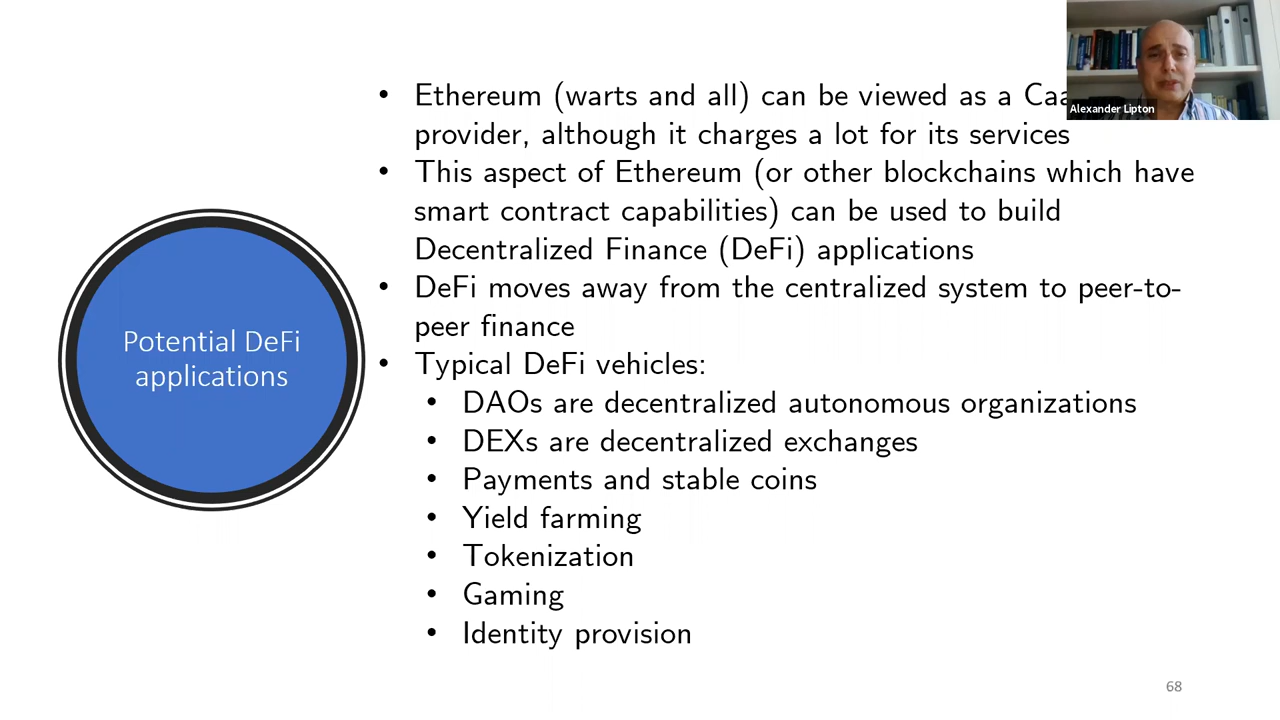 Ethereum (warts and all) can be viewed as a
provider, although it charges a lot for its services
This aspect of Ethereum (or other blockchains which have
smart contract capabilities) can be used to build
Decentralized Finance (DeFi) applications
DeFi moves away from the centralized system to peer-to-
peer finance
Typical DeFi vehicles:
DAOs are decentralized autonomous organizations
DEXs are decentralized exchanges
Payments and stable coins
Yield farming
Tokenization
Gaming
Identity provision
Potential DeFi
applications
Alexander Lipton
68